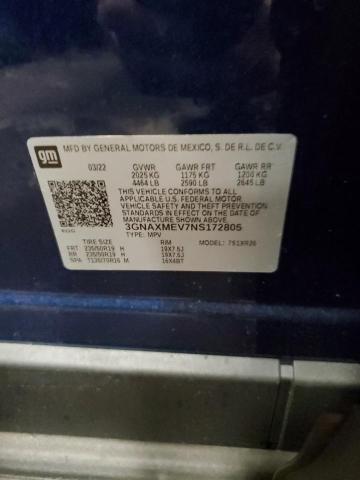 gm MFD BY GENERAL MOTORS DE MEXICO, S. DE R.L. DE C.V.
03/22 GVWR GAWR FRT GAWR RR
2025 KG 1175 KG 1200 KG
4464 LB 2590 LB 2645 LB
THIS VEHICLE CONFORMS TO ALL
APPLICABLE U.S. FEDERAL MOTOR
VEHICLE SAFETY AND THEFT PREVENTION
STANDARDS IN EFFECT ON THE DATE OF
MANUFACTURE SHOWN ABOVE.
3GNAXMEV7NS172805
TYPE: MPV MODEL:
TIRE SIZE RIM
FRT 235/50R19 H 19X7.5J
RR 235/50R19 H 19X7.5J
SPA T135/70R16 M 16X4BT